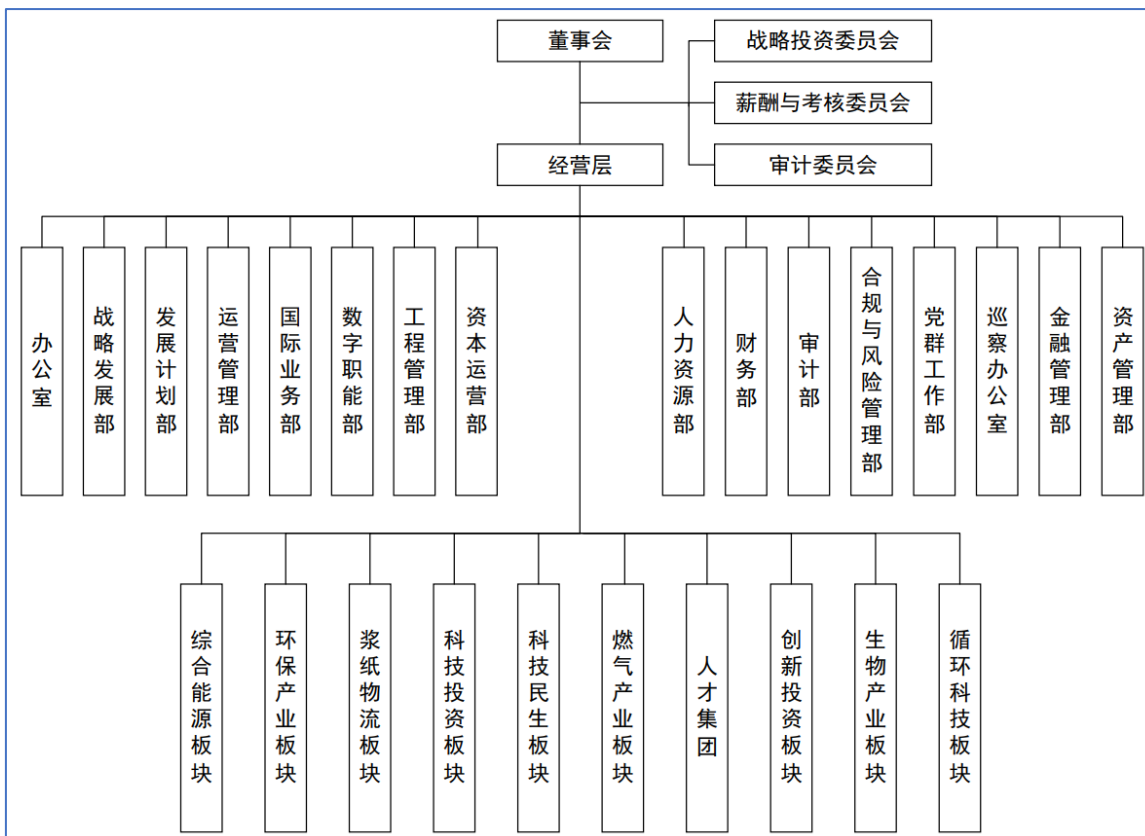 董事会
战略投资委员会
薪酬与考核委员会
经营层
审计委员会
办公室
战略发展部
发展计划部
运营管理部
国际业务部
数字职能部
工程管理部
资本运营部
人力资源部
财务部
审计部
合规与风险管理部
党群工作部
巡察办公室
金融管理部
资产管理部
综合能源板块
环保产业板块
浆纸物流板块
科技投资板块
科技民生板块
燃气产业板块
人才集团
创新投资板块
生物产业板块
循环科技板块